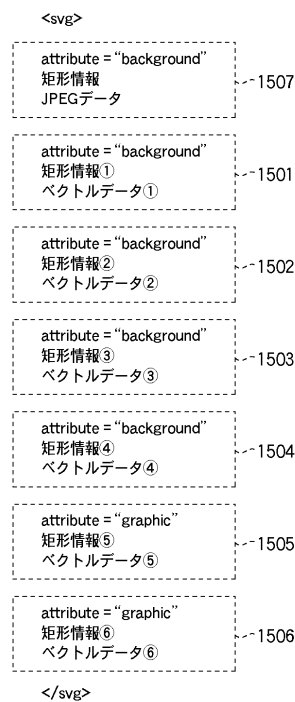 <svg>
attribute = “background”
矩形情報
JPEGデータ
1507
attribute = “background”
矩形情報①
ベクトルデータ①
1501
attribute = “background”
矩形情報②
ベクトルデータ②
1502
attribute = “background”
矩形情報③
ベクトルデータ③
1503
attribute = “background”
矩形情報④
ベクトルデータ④
1504
attribute = “graphic”
矩形情報⑤
ベクトルデータ⑤
1505
attribute = “graphic”
矩形情報⑥
ベクトルデータ⑥
1506
</svg>